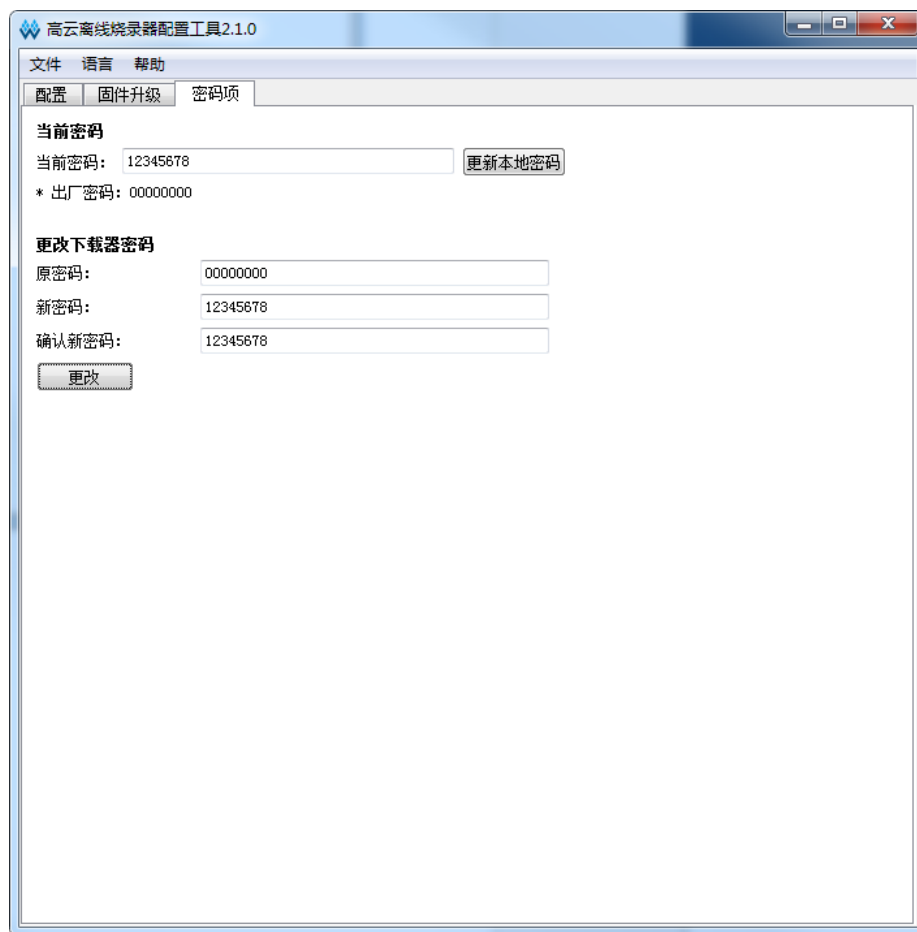 高云离线烧录器配置工具2.1.0
文件 语言 帮助
配置 固件升级 密码项
当前密码
当前密码: 12345678 更新本地密码
* 出厂密码: 00000000
更改下载器密码
原密码: 00000000
新密码: 12345678
确认新密码: 12345678
更改